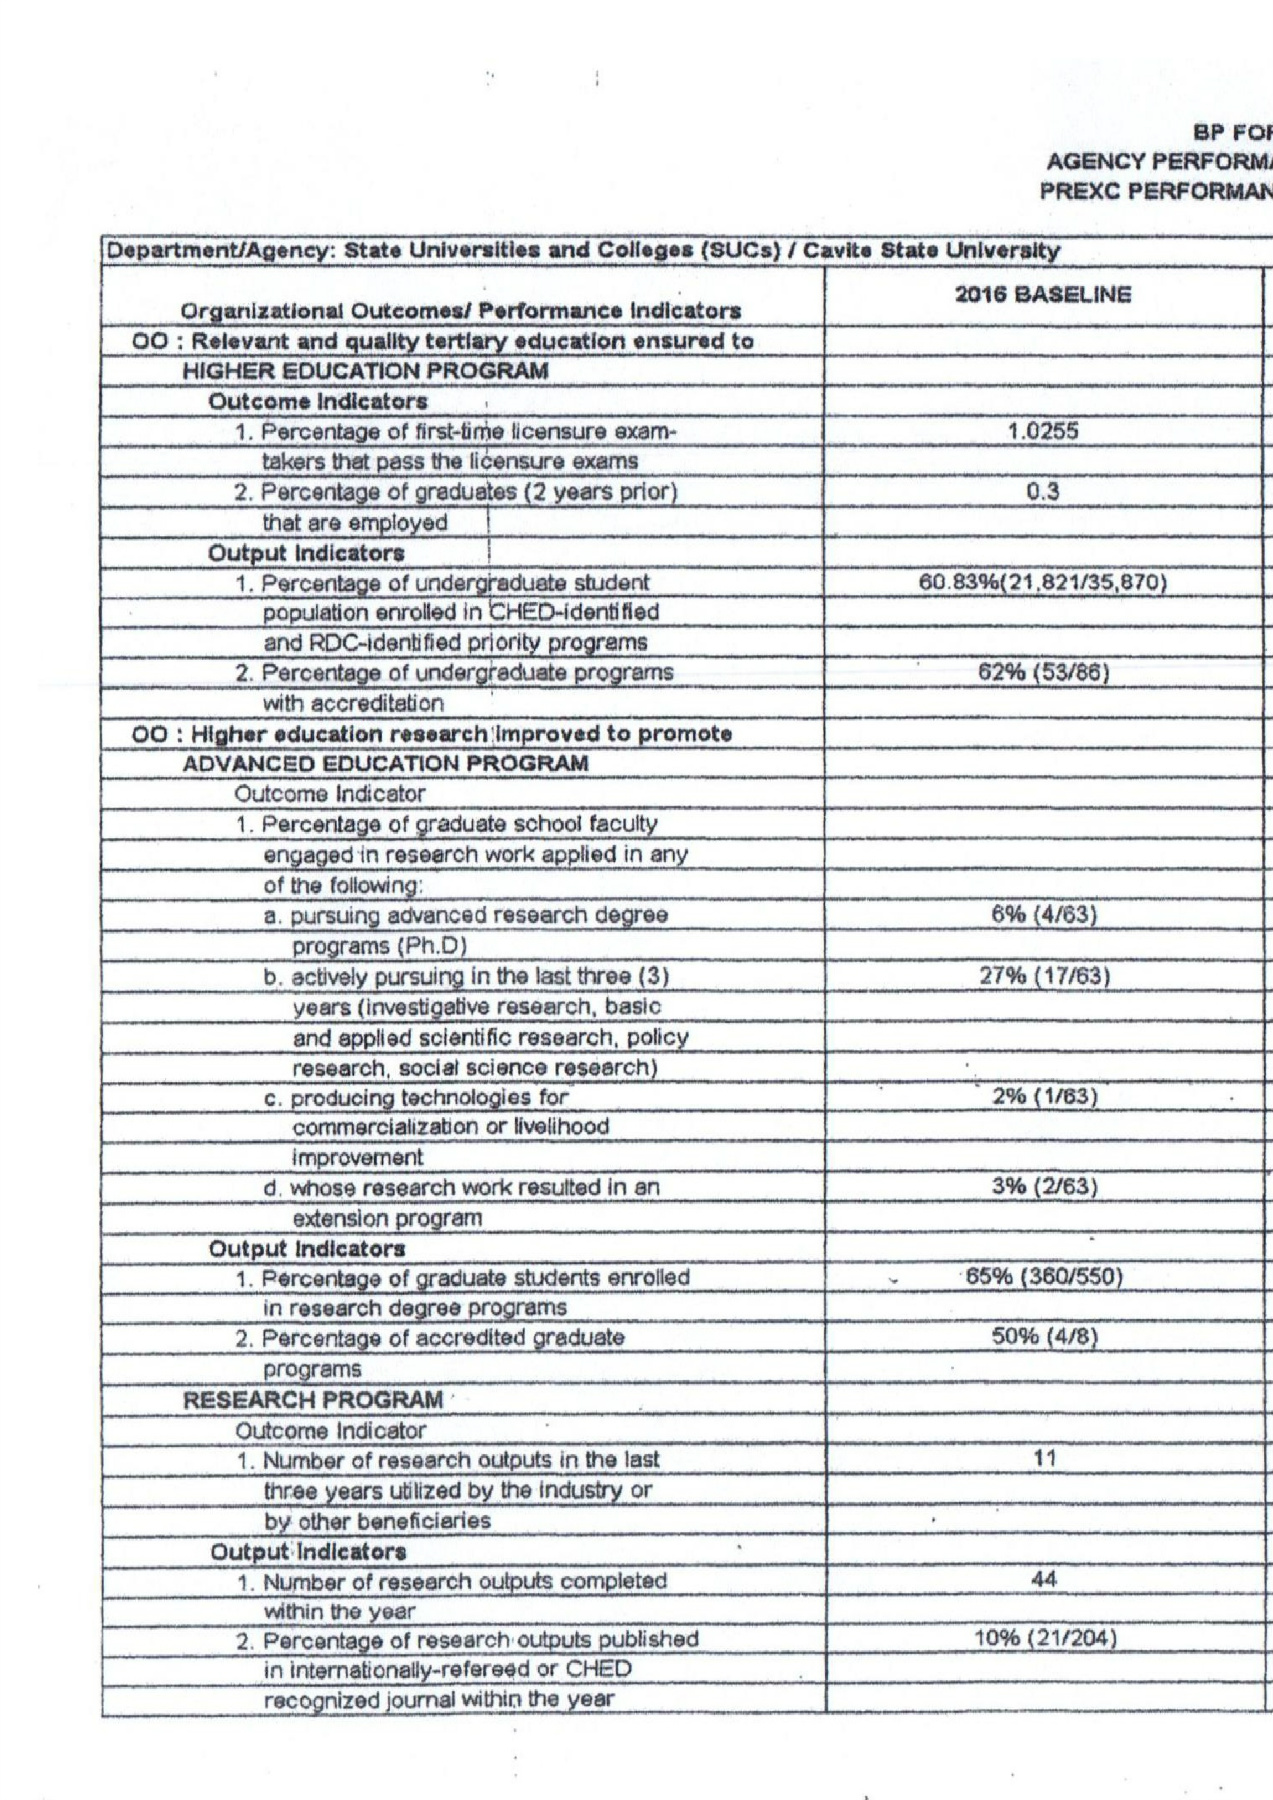 BP FOR
AGENCY PERFORMA
PREXC PERFORMAN
Department/Agency: State Universities and Colleges (SUCs) / Cavite State University
Organizational Outcomes/ Performance Indicators 2016 BASELINE
OO : Relevant and quality tertiary education ensured to
HIGHER EDUCATION PROGRAM
Outcome Indicators
1. Percentage of first-time licensure exam- 1.0255
takers that pass the licensure exams
2. Percentage of graduates (2 years prior) 0.3
that are employed
Output Indicators
1. Percentage of undergraduate student 60.83%(21,821/35,870)
population enrolled in CHED-identified
and RDC-identified priority programs
2. Percentage of undergraduate programs 62% (53/86)
with accreditation
OO : Higher education research improved to promote
ADVANCED EDUCATION PROGRAM
Outcome Indicator
1. Percentage of graduate school faculty
engaged in research work applied in any
of the following:
a. pursuing advanced research degree 6% (4/63)
programs (Ph.D)
b. actively pursuing in the last three (3) 27% (17/63)
years (investigative research, basic
and applied scientific research, policy
research, social science research)
c. producing technologies for 2% (1/63)
commercialization or livelihood
improvement
d. whose research work resulted in an 3% (2/63)
extension program
Output Indicators
1. Percentage of graduate students enrolled 65% (360/550)
in research degree programs
2. Percentage of accredited graduate 50% (4/8)
programs
RESEARCH PROGRAM
Outcome Indicator
1. Number of research outputs in the last 11
three years utilized by the industry or
by other beneficiaries
Output Indicators
1. Number of research outputs completed 44
within the year
2. Percentage of research outputs published 10% (21/204)
in internationally-refereed or CHED
recognized journal within the year